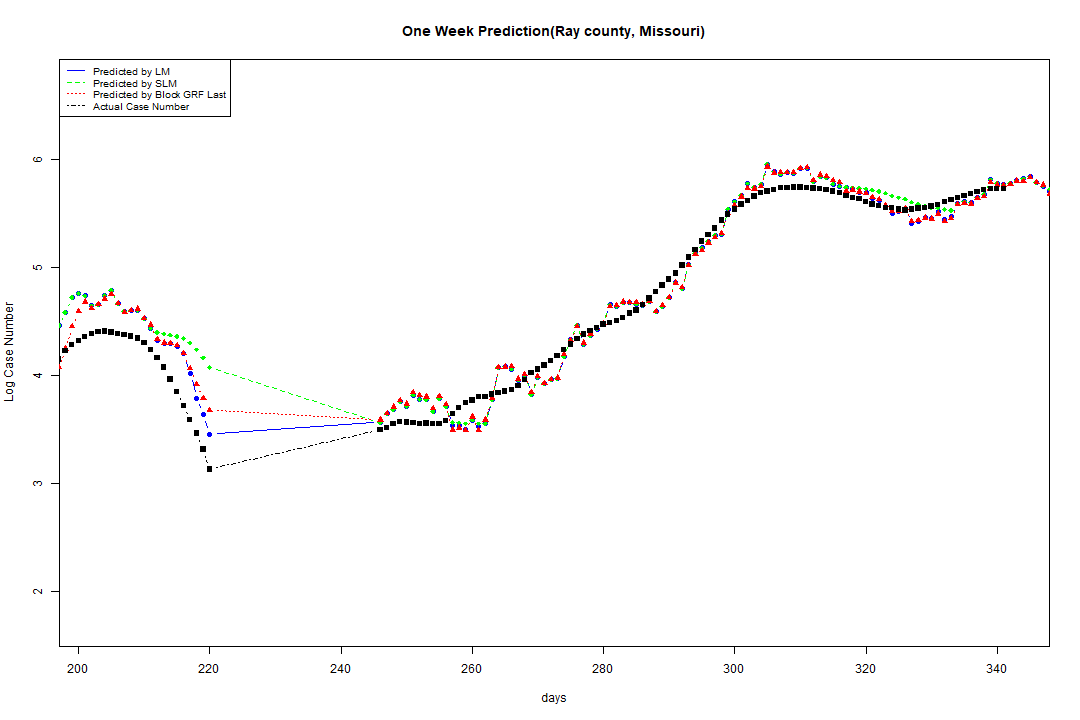 One Week Prediction(Ray county, Missouri)
Predicted by LM
Predicted by SLM
Predicted by Block GRF Last
Actual Case Number
6
5
4
3
2
Log Case Number
200 220 240 260 280 300 320 340
days